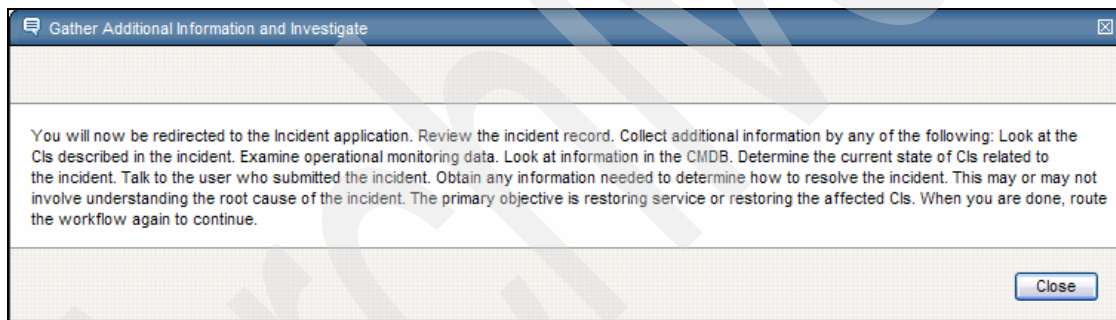 Gather Additional Information and Investigate
You will now be redirected to the Incident application. Review the incident record. Collect additional information by any of the following: Look at the
CIs described in the incident. Examine operational monitoring data. Look at information in the CMDB. Determine the current state of CIs related to
the incident. Talk to the user who submitted the incident. Obtain any information needed to determine how to resolve the incident. This may or may not
involve understanding the root cause of the incident. The primary objective is restoring service or restoring the affected CIs. When you are done, route
the workflow again to continue.
Close